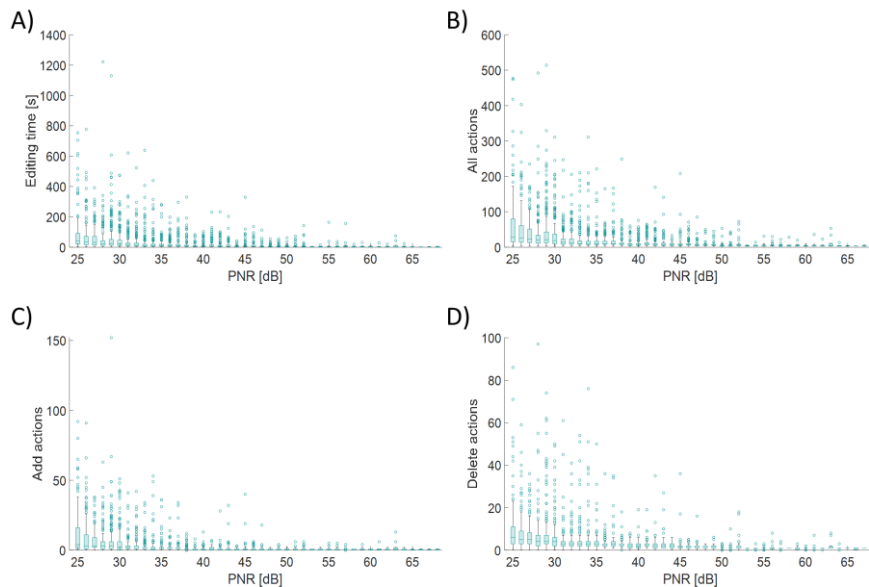 A)
1400
1200
1000
800
600
400
200
0
Editing time [s]
25 30 35 40 45 50 55 60 65
PNR [dB]
B)
600
500
400
300
200
100
0
All actions
25 30 35 40 45 50 55 60 65
PNR [dB]
C)
150
100
50
0
Add actions
25 30 35 40 45 50 55 60 65
PNR [dB]
D)
100
80
60
40
20
0
Delete actions
25 30 35 40 45 50 55 60 65
PNR [dB]